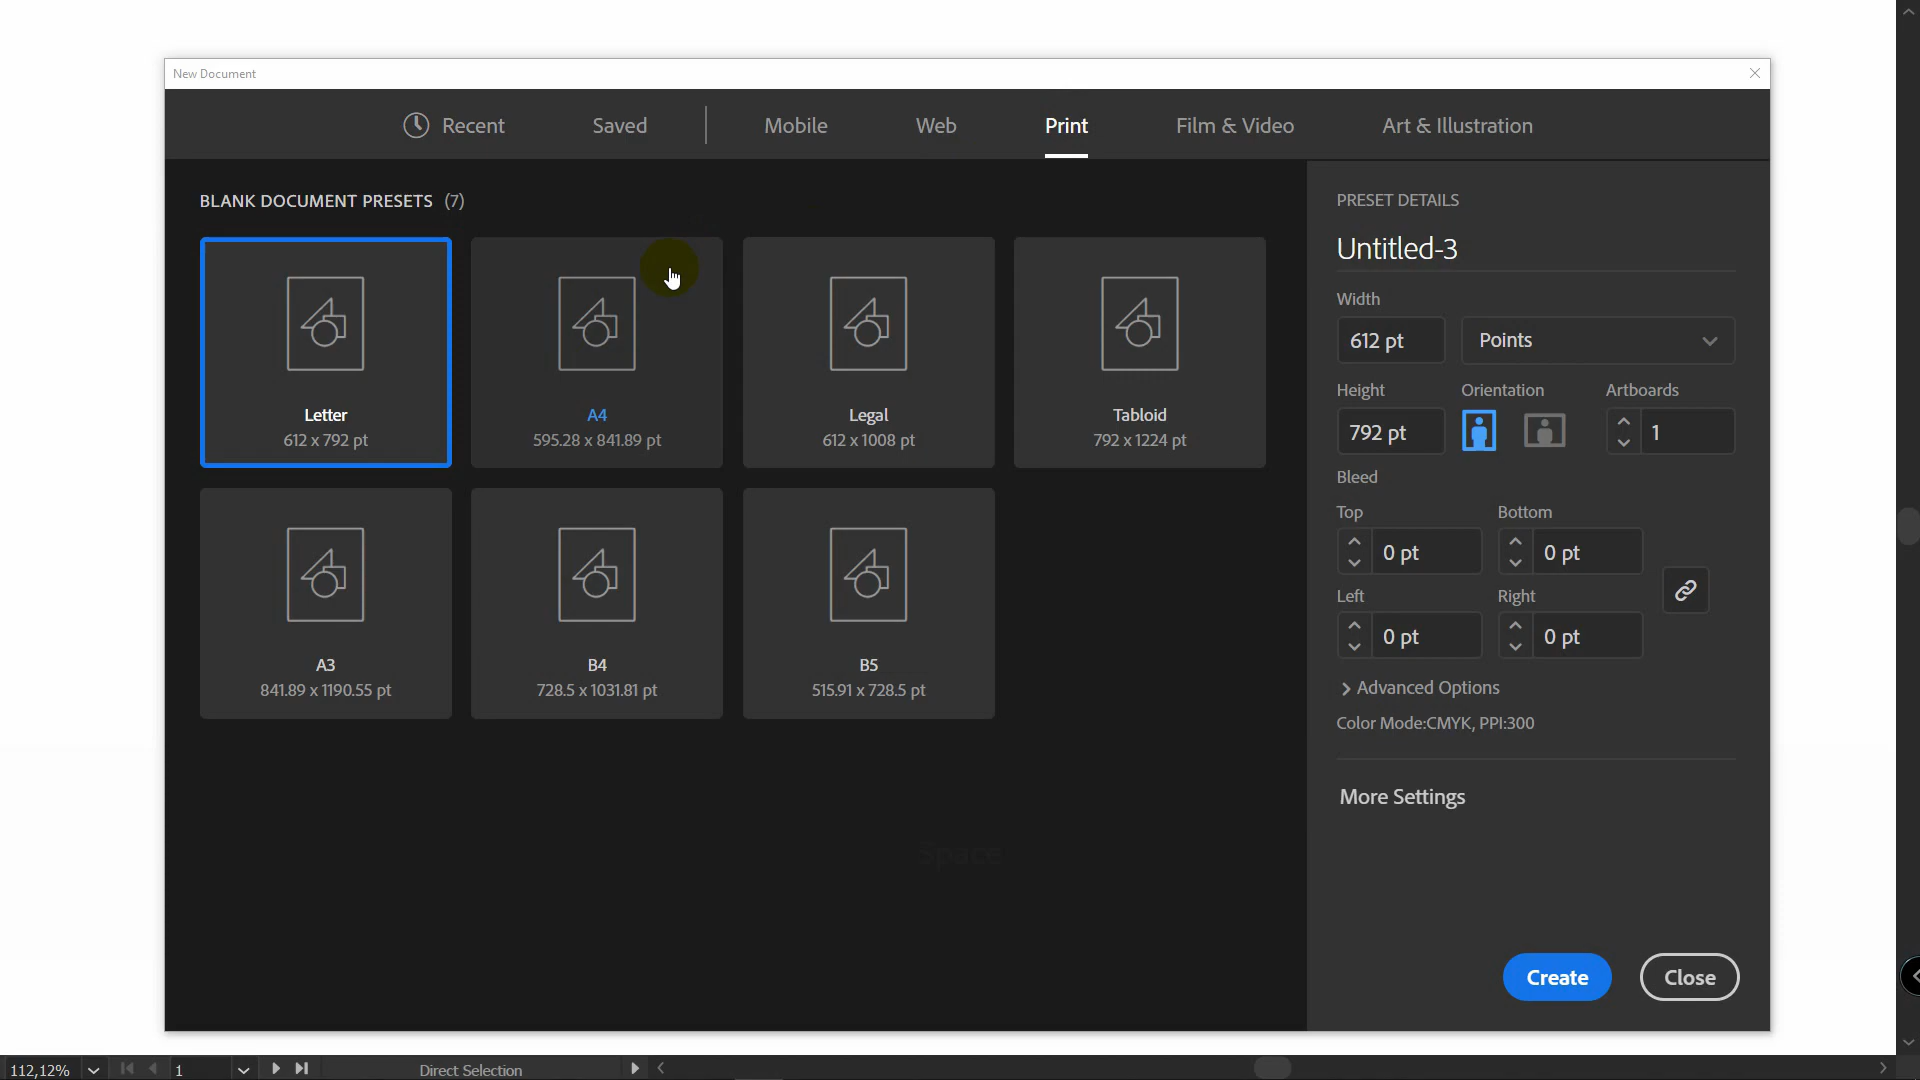 New Document
Recent Saved Mobile Web Print Film & Video Art & Illustration
BLANK DOCUMENT PRESETS (7)
Letter
612 x 792 pt
A4
595.28 x 841.89 pt
Legal
612 x 1008 pt
Tabloid
792 x 1224 pt
A3
841.89 x 1190.55 pt
B4
728.5 x 1031.81 pt
B5
515.91 x 728.5 pt
PRESET DETAILS
Untitled-3
Width
612 pt Points
Height Orientation Artboards
792 pt 1
Bleed
Top Bottom
0 pt 0 pt
Left Right
0 pt 0 pt
Advanced Options
Color Mode:CMYK, PPI:300
More Settings
Space
Create Close
112,12% 1 Direct Selection